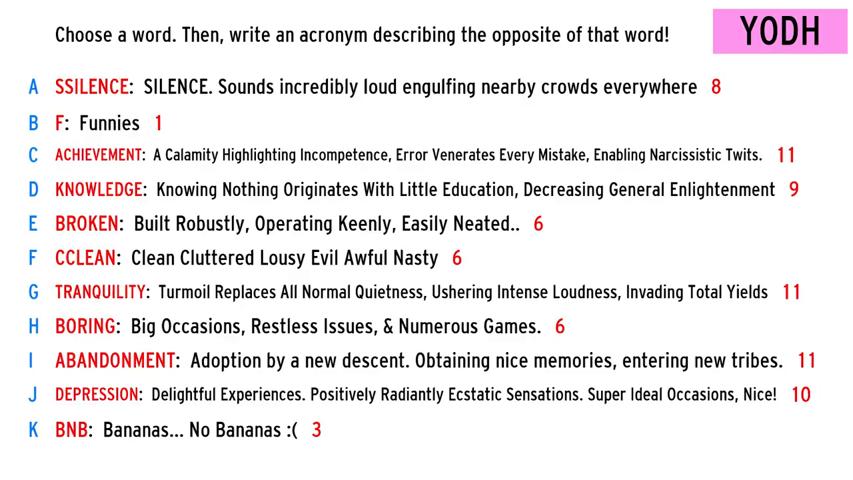 Choose a word. Then, write an acronym describing the opposite of that word! YODH
A SSILENCE: SILENCE. Sounds incredibly loud engulfing nearby crowds everywhere 8
B F: Funnies 1
C ACHIEVEMENT: A Calamity Highlighting Incompetence, Error Venerates Every Mistake, Enabling Narcissistic Twits. 11
D KNOWLEDGE: Knowing Nothing Originates With Little Education, Decreasing General Enlightenment 9
E BROKEN: Built Robustly, Operating Keenly, Easily Neated.. 6
F CCLEAN: Clean Cluttered Lousy Evil Awful Nasty 6
G TRANQUILITY: Turmoil Replaces All Normal Quietness, Ushering Intense Loudness, Invading Total Yields 11
H BORING: Big Occasions, Restless Issues, & Numerous Games. 6
I ABANDONMENT: Adoption by a new descent. Obtaining nice memories, entering new tribes. 11
J DEPRESSION: Delightful Experiences. Positively Radiantly Ecstatic Sensations. Super Ideal Occasions, Nice! 10
K BNB: Bananas... No Bananas :( 3